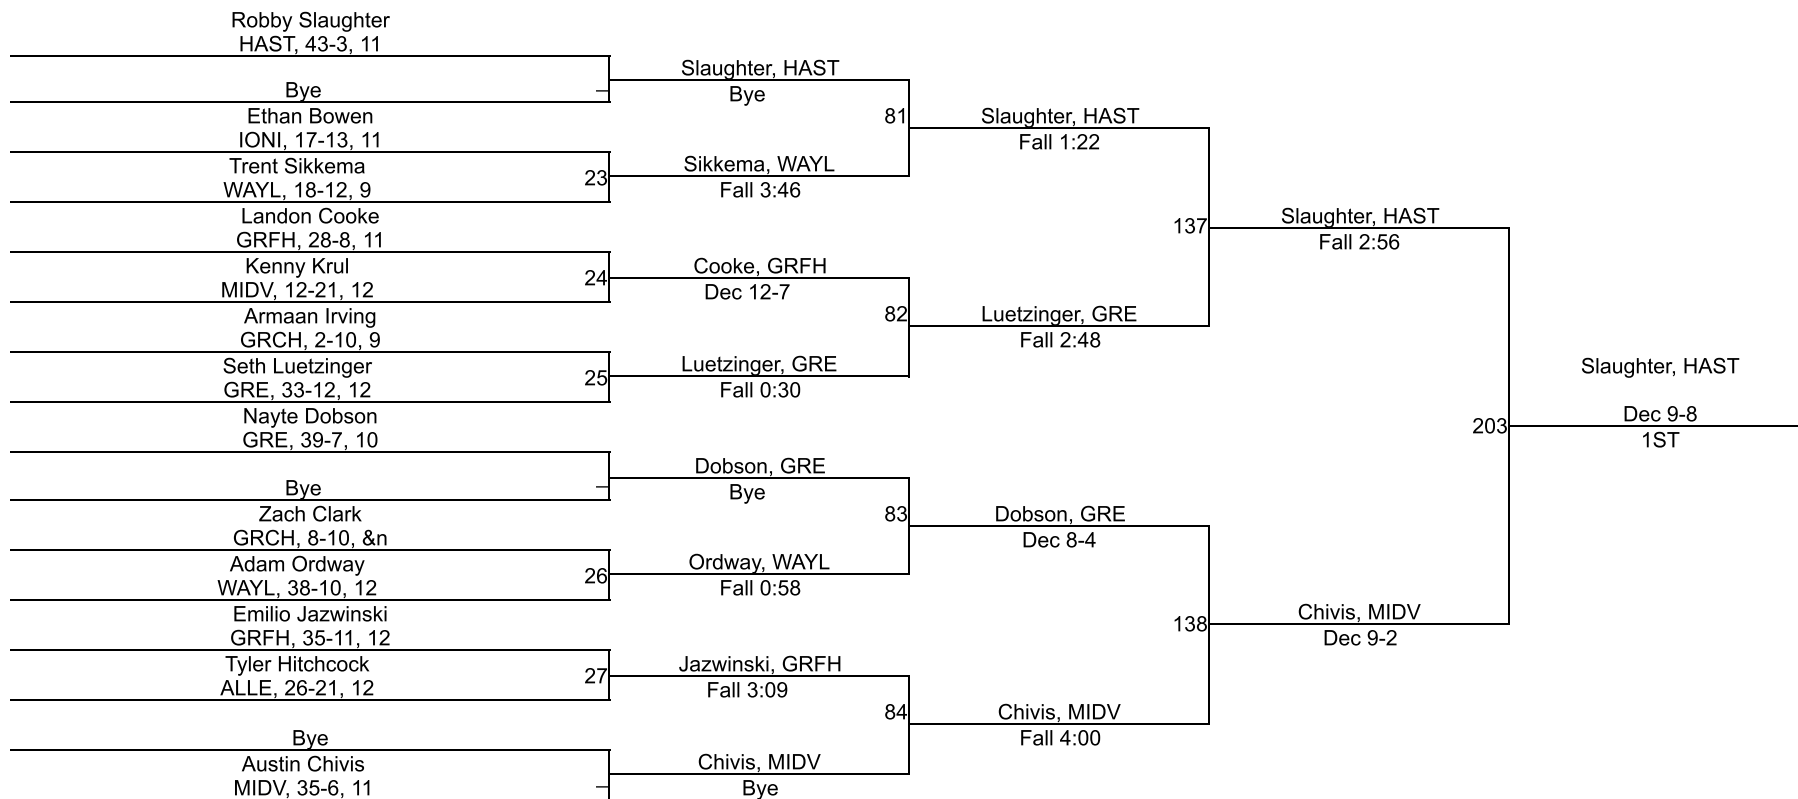 Robby Slaughter
HAST, 43-3, 11
Bye
Ethan Bowen
IONI, 17-13, 11
Trent Sikkema
WAYL, 18-12, 9
Landon Cooke
GRFH, 28-8, 11
Kenny Krul
MIDV, 12-21, 12
Armaan Irving
GRCH, 2-10, 9
Seth Luetzinger
GRE, 33-12, 12
Nayte Dobson
GRE, 39-7, 10
Bye
Zach Clark
GRCH, 8-10, &n
Adam Ordway
WAYL, 38-10, 12
Emilio Jazwinski
GRFH, 35-11, 12
Tyler Hitchcock
ALLE, 26-21, 12
Bye
Austin Chivis
MIDV, 35-6, 11
23
24
25
26
27
Slaughter, HAST
Bye
Sikkema, WAYL
Fall 3:46
Cooke, GRFH
Dec 12-7
Luetzinger, GRE
Fall 0:30
Dobson, GRE
Bye
Ordway, WAYL
Fall 0:58
Jazwinski, GRFH
Fall 3:09
Chivis, MIDV
Bye
81
82
83
84
Slaughter, HAST
Fall 1:22
Luetzinger, GRE
Fall 2:48
Dobson, GRE
Dec 8-4
Chivis, MIDV
Fall 4:00
137
138
Slaughter, HAST
Fall 2:56
Chivis, MIDV
Dec 9-2
203
Slaughter, HAST
Dec 9-8
1ST